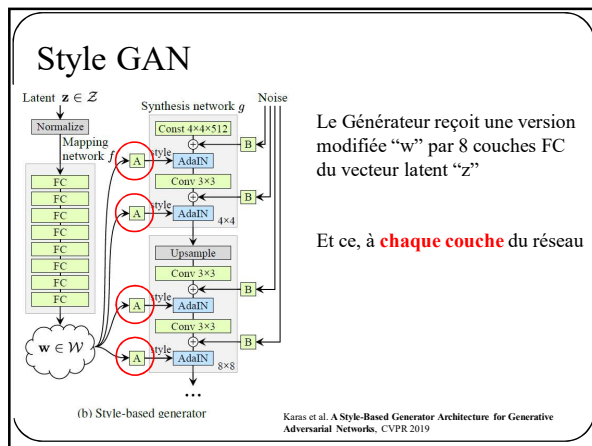 Style GAN
Latent z ∈ Z
Normalize
Mapping
network f
FC
FC
FC
FC
FC
FC
FC
FC
w ∈ W
Synthesis network g
Noise
Const 4×4×512
B
A
style
AdaIN
Conv 3×3
B
A
style
AdaIN
4×4
Upsample
Conv 3×3
B
A
style
AdaIN
Conv 3×3
B
A
style
AdaIN
8×8
...
(b) Style-based generator
Le Générateur reçoit une version
modifiée “w” par 8 couches FC
du vecteur latent “z”
Et ce, à chaque couche du réseau
Karas et al. A Style-Based Generator Architecture for Generative
Adversarial Networks, CVPR 2019